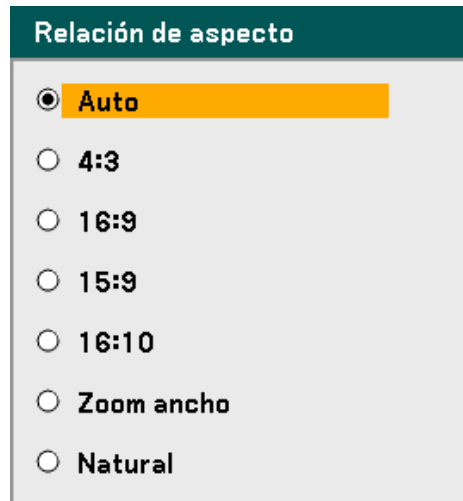 Relación de aspecto
Auto
4:3
16:9
15:9
16:10
Zoom ancho
Natural